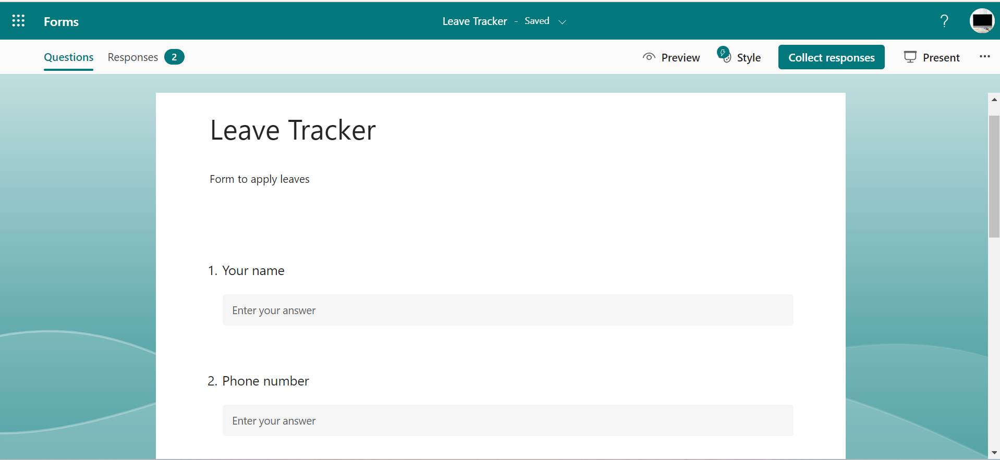 Forms
Leave Tracker - Saved
?
Questions Responses 2
Preview Style Collect responses Present ...
Leave Tracker
Form to apply leaves
1. Your name
Enter your answer
2. Phone number
Enter your answer